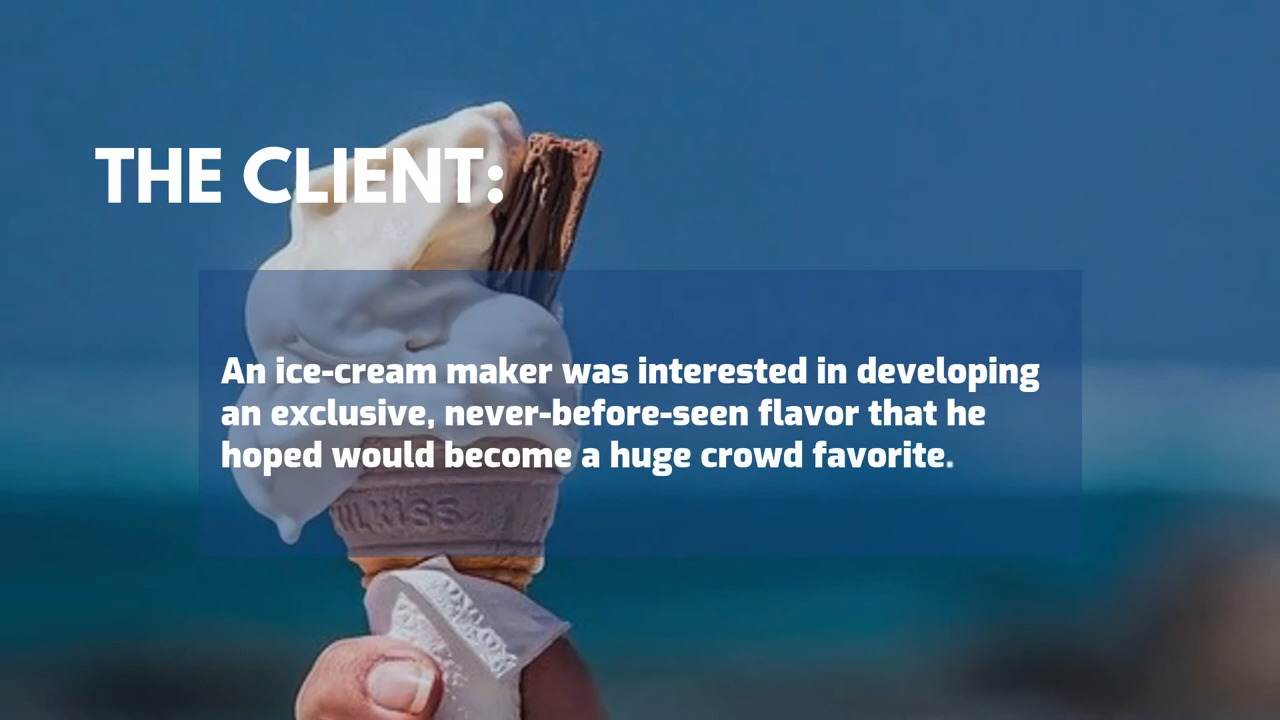 THE CLIENT:
An ice-cream maker was interested in developing
an exclusive, never-before-seen flavor that he
hoped would become a huge crowd favorite.